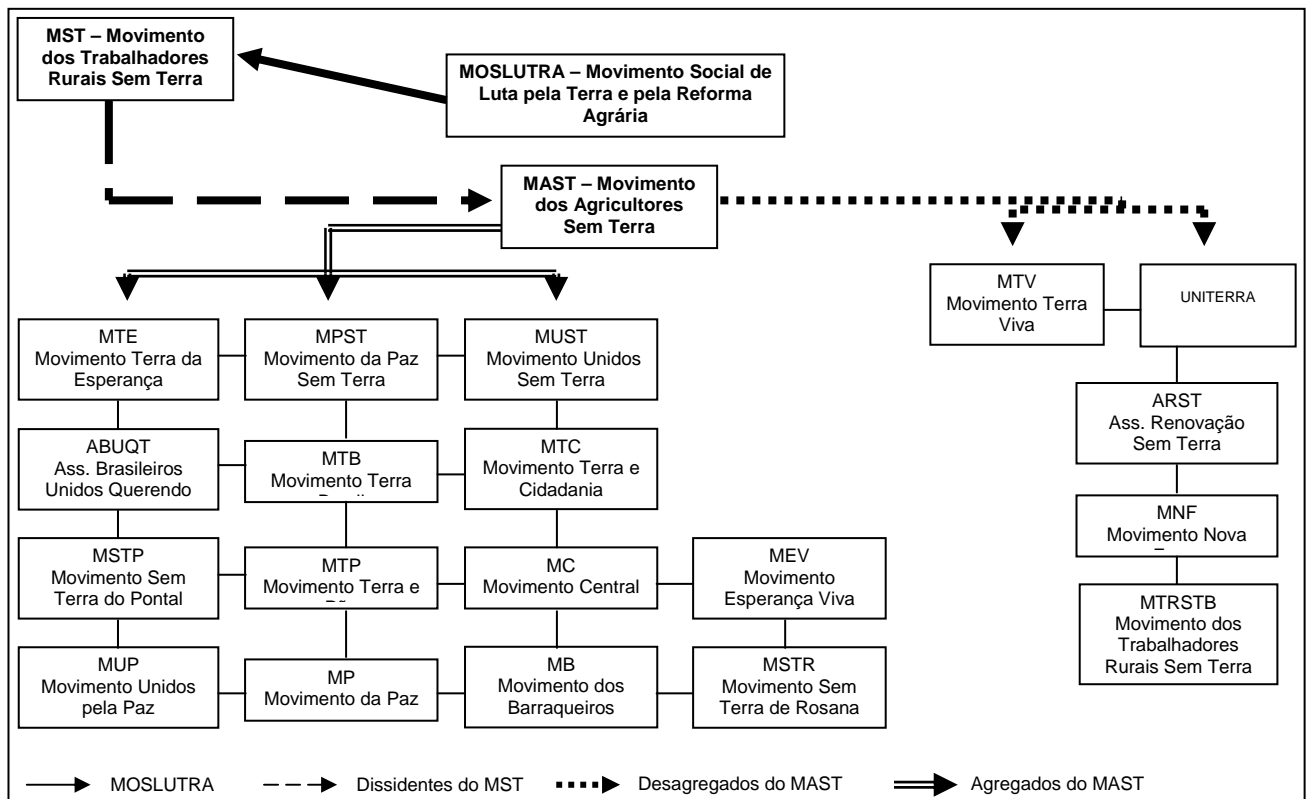 MST – Movimento
dos Trabalhadores
Rurais Sem Terra
MOSLUTRA – Movimento Social de
Luta pela Terra e pela Reforma
Agrária
MAST – Movimento
dos Agricultores
Sem Terra
MTV
Movimento Terra
Viva
UNITERRA
MTE
Movimento Terra da
Esperança
MPST
Movimento da Paz
Sem Terra
MUST
Movimento Unidos
Sem Terra
ARST
Ass. Renovação
Sem Terra
ABUQT
Ass. Brasileiros
Unidos Querendo
MTB
Movimento Terra
MTC
Movimento Terra e
Cidadania
MNF
Movimento Nova
MSTP
Movimento Sem
Terra do Pontal
MTP
Movimento Terra e
MC
Movimento Central
MEV
Movimento
Esperança Viva
MTRSTB
Movimento dos
Trabalhadores
Rurais Sem Terra
MUP
Movimento Unidos
pela Paz
MP
Movimento da Paz
MB
Movimento dos
Barraqueiros
MSTR
Movimento Sem
Terra de Rosana
MOSLUTRA
Dissidentes do MST
Desagregados do MAST
Agregados do MAST